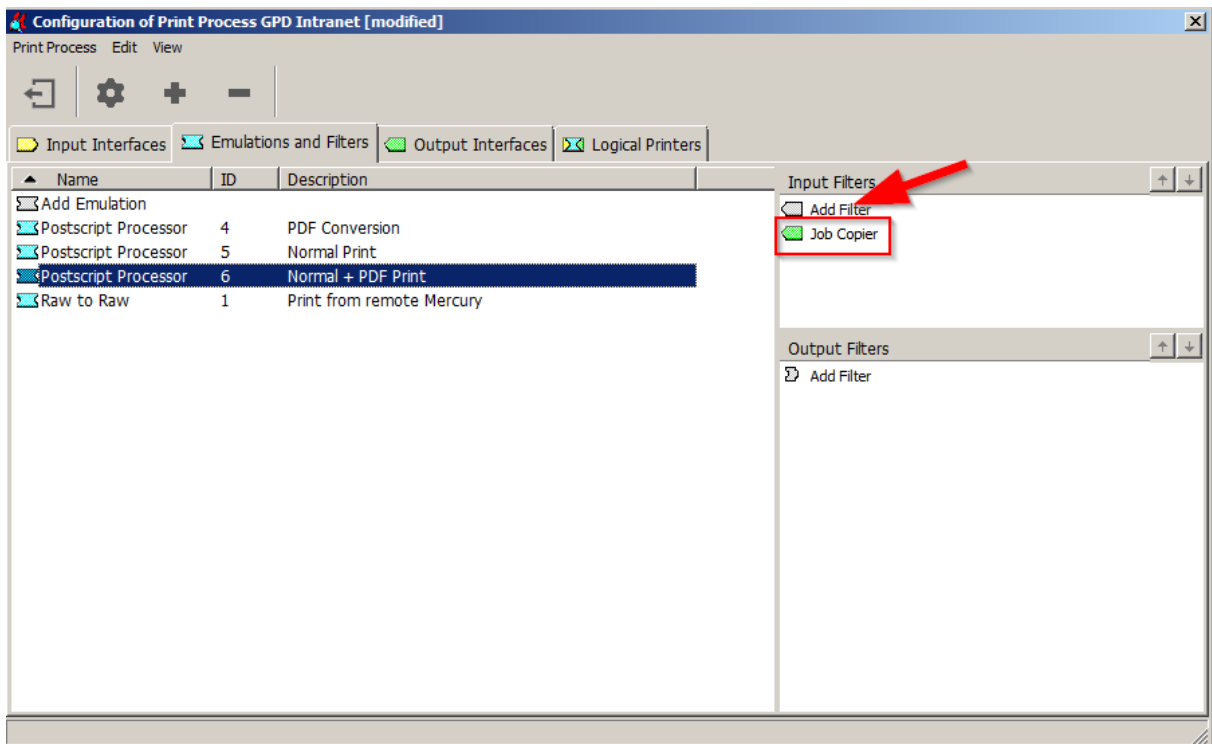 Configuration of Print Process GPD Intranet [modified]
Print Process Edit View
Input Interfaces Emulations and Filters Output Interfaces Logical Printers
Name ID Description
Add Emulation
Postscript Processor 4 PDF Conversion
Postscript Processor 5 Normal Print
Postscript Processor 6 Normal + PDF Print
Raw to Raw 1 Print from remote Mercury
Input Filters
Add Filter
Job Copier
Output Filters
Add Filter